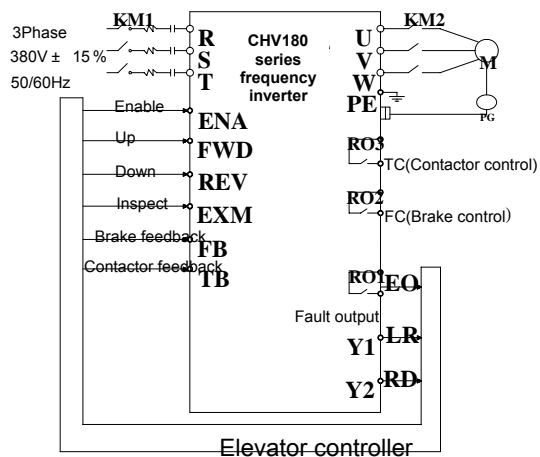 KM1
3Phase
380V ± 15 %
50/60Hz
R
S
T
CHV180
series
frequency
inverter
U
V
W
PE
KM2
M
PG
Enable
ENA
Up
FWD
Down
REV
Inspect
EXM
Brake feedback
FB
Contactor feedback
TB
RO3
TC(Contactor control)
RO2
FC(Brake control)
RO1
EO
Fault output
Y1
LR
Y2
RD
Elevator controller